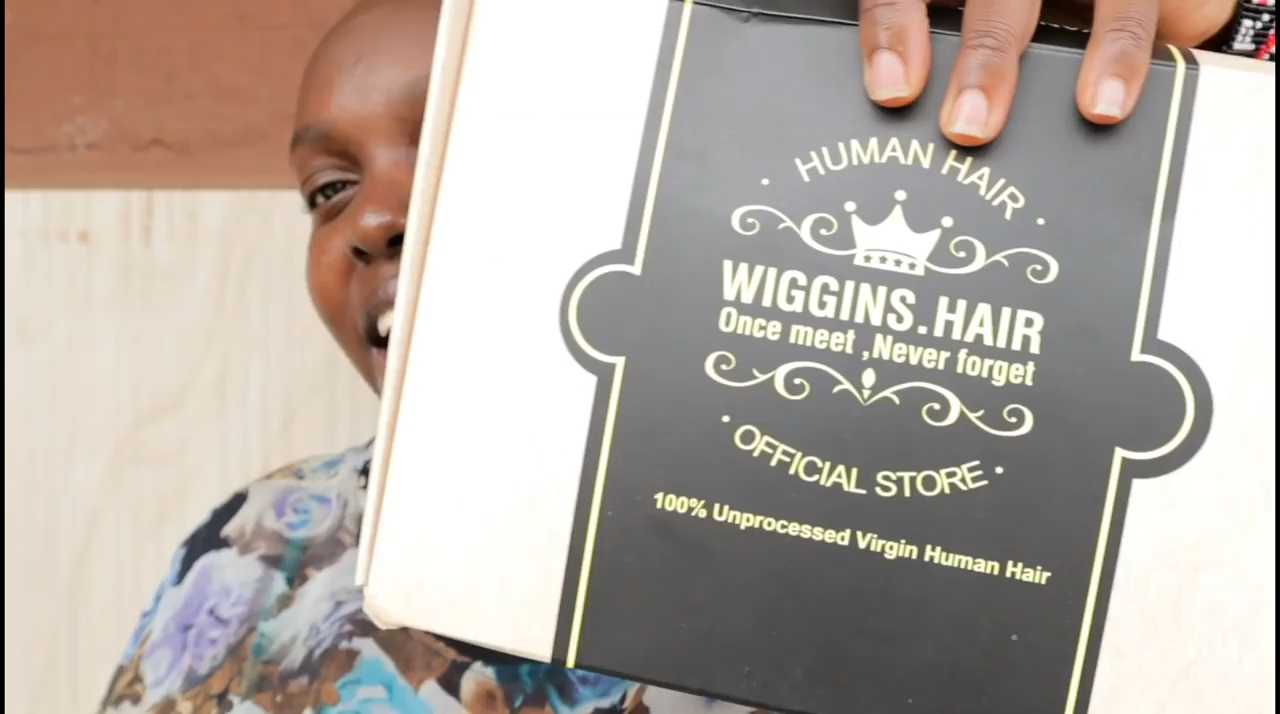 HUMAN HAIR
WIGGINS.HAIR
Once meet ,Never forget
OFFICIAL STORE
100% Unprocessed Virgin Human Hair